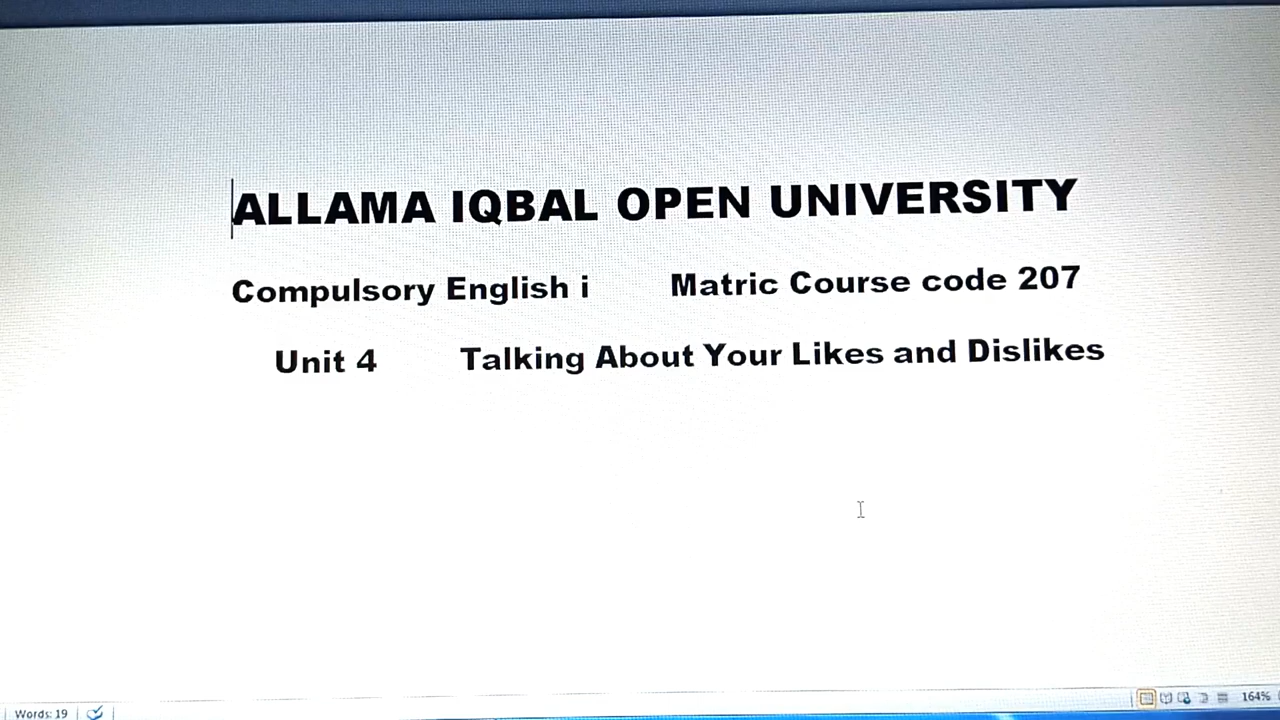 ALLAMA IQBAL OPEN UNIVERSITY
Compulsory English i Matric Course code 207
Unit 4 Talking About Your Likes and Dislikes
Words: 19 164%